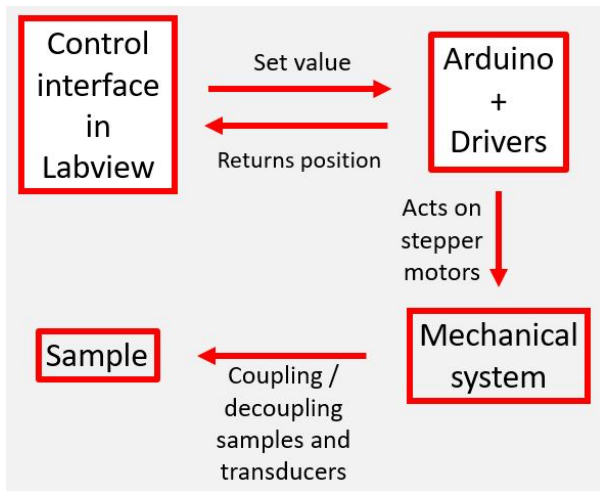 Control
interface
in
Labview
Set value
Returns position
Arduino
+
Drivers
Acts on
stepper
motors
Mechanical
system
Coupling /
decoupling
samples and
transducers
Sample